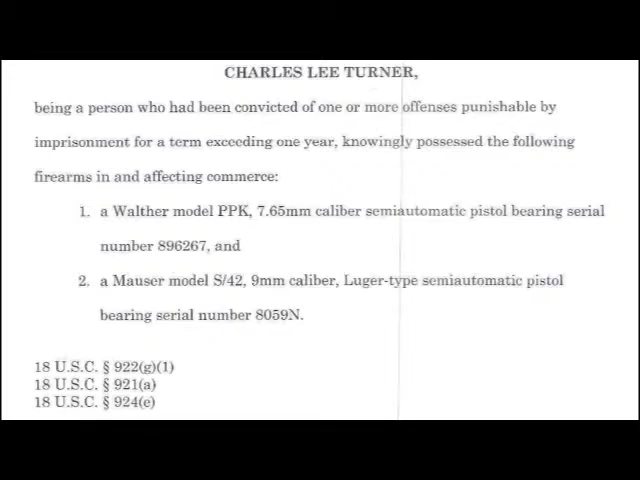 CHARLES LEE TURNER,
being a person who had been convicted of one or more offenses punishable by
imprisonment for a term exceeding one year, knowingly possessed the following
firearms in and affecting commerce:
1. a Walther model PPK, 7.65mm caliber semiautomatic pistol bearing serial
number 896267, and
2. a Mauser model S/42, 9mm caliber, Luger-type semiautomatic pistol
bearing serial number 8059N.
18 U.S.C. § 922(g)(1)
18 U.S.C. § 921(a)
18 U.S.C. § 924(e)